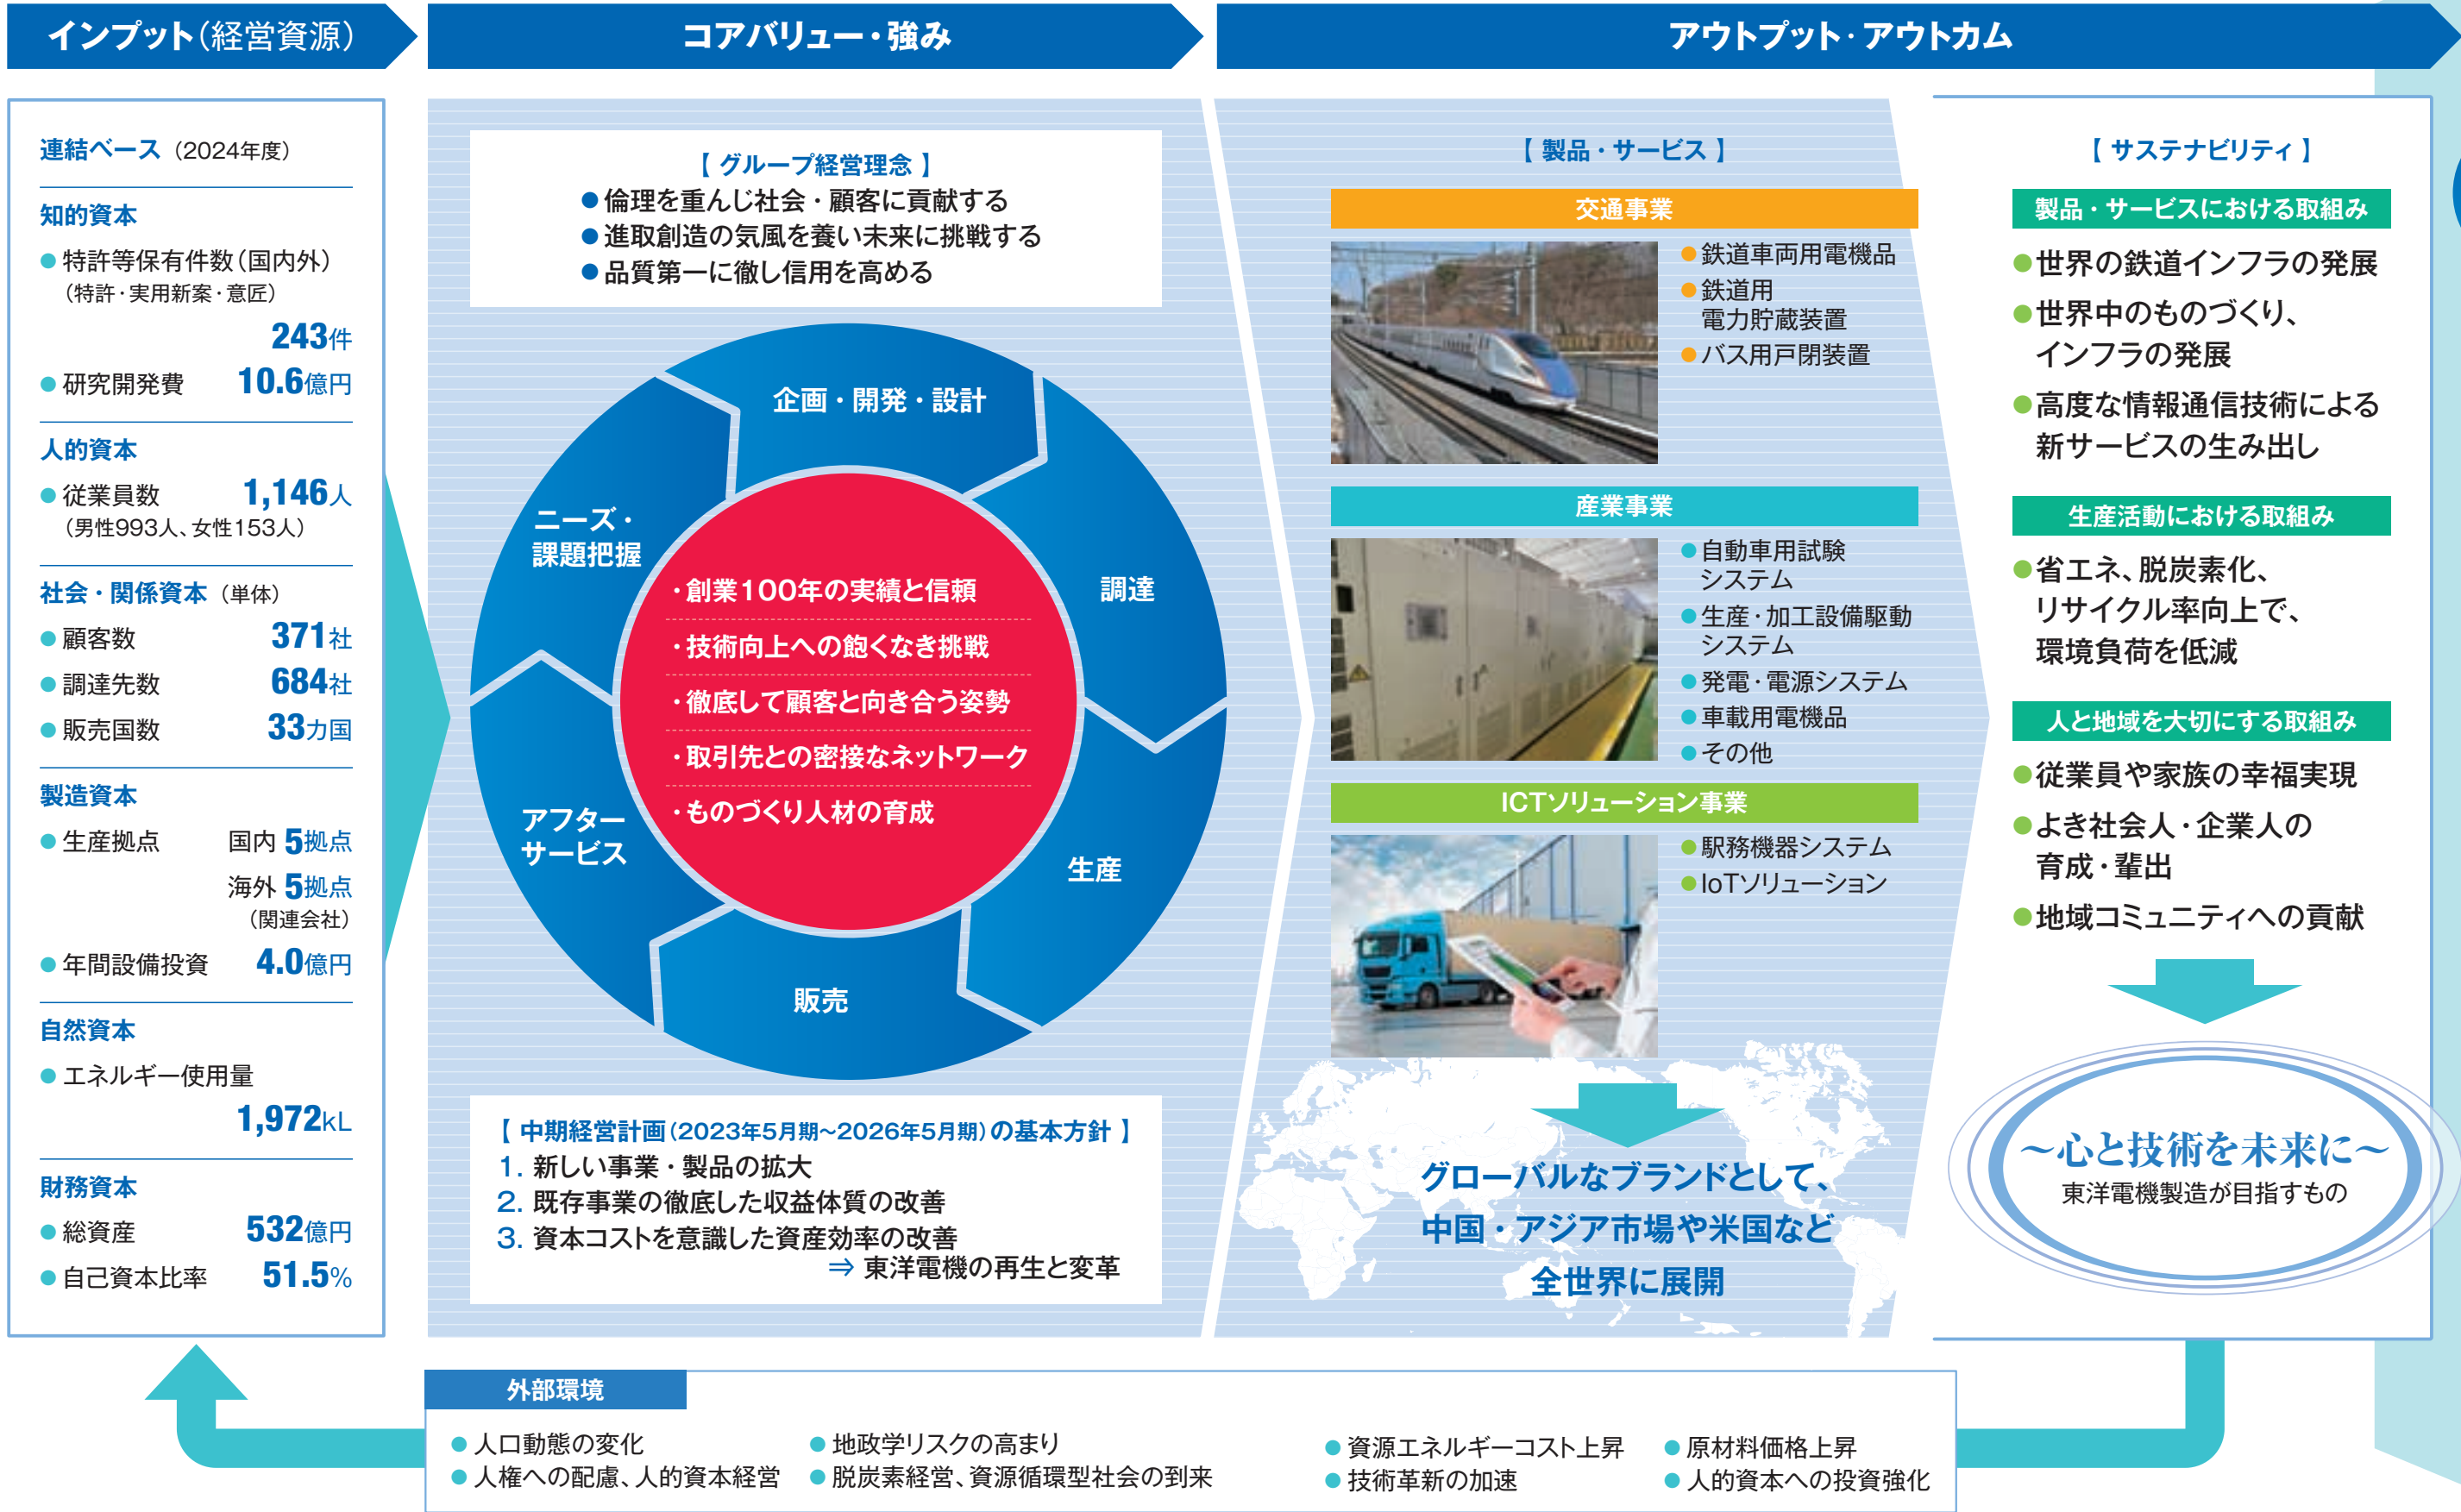 インプット(経営資源)
コアバリュー・強み
アウトプット・アウトカム
連結ベース (2024年度)
知的資本
●特許等保有件数(国内外)
(特許・実用新案・意匠)
243件
●研究開発費 10.6億円
人的資本
●従業員数 1,146人
(男性993人、女性153人)
社会・関係資本(単体)
●顧客数 371社
●調達先数 684社
●販売国数 33カ国
製造資本
●生産拠点 国内 5拠点
海外 5拠点
(関連会社)
●年間設備投資 4.0億円
自然資本
●エネルギー使用量
1,972kL
財務資本
●総資産 532億円
●自己資本比率 51.5%
【 グループ経営理念 】
●倫理を重んじ社会・顧客に貢献する
●進取創造の気風を養い未来に挑戦する
●品質第一に徹し信用を高める
企画・開発・設計
調達
生産
販売
アフター
サービス
ニーズ・
課題把握
・創業100年の実績と信頼
・技術向上への飽くなき挑戦
・徹底して顧客と向き合う姿勢
・取引先との密接なネットワーク
・ものづくり人材の育成
【 中期経営計画(2023年5月期~2026年5月期)の基本方針 】
1. 新しい事業・製品の拡大
2. 既存事業の徹底した収益体質の改善
3. 資本コストを意識した資産効率の改善
⇒ 東洋電機の再生と変革
【 製品・サービス 】
交通事業
●鉄道車両用電機品
●鉄道用
電力貯蔵装置
●バス用戸閉装置
産業事業
●自動車用試験
システム
●生産・加工設備駆動
システム
●発電・電源システム
●車載用電機品
●その他
ICTソリューション事業
●駅務機器システム
●IoTソリューション
グローバルなブランドとして、
中国・アジア市場や米国など
全世界に展開
【 サステナビリティ 】
製品・サービスにおける取組み
●世界の鉄道インフラの発展
●世界中のものづくり、
インフラの発展
●高度な情報通信技術による
新サービスの生み出し
生産活動における取組み
●省エネ、脱炭素化、
リサイクル率向上で、
環境負荷を低減
人と地域を大切にする取組み
●従業員や家族の幸福実現
●よき社会人・企業人の
育成・輩出
●地域コミュニティへの貢献
~心と技術を未来に~
東洋電機製造が目指すもの
外部環境
●人口動態の変化 ●地政学リスクの高まり ●資源エネルギーコスト上昇 ●原材料価格上昇
●人権への配慮、人的資本経営 ●脱炭素経営、資源循環型社会の到来 ●技術革新の加速 ●人的資本への投資強化